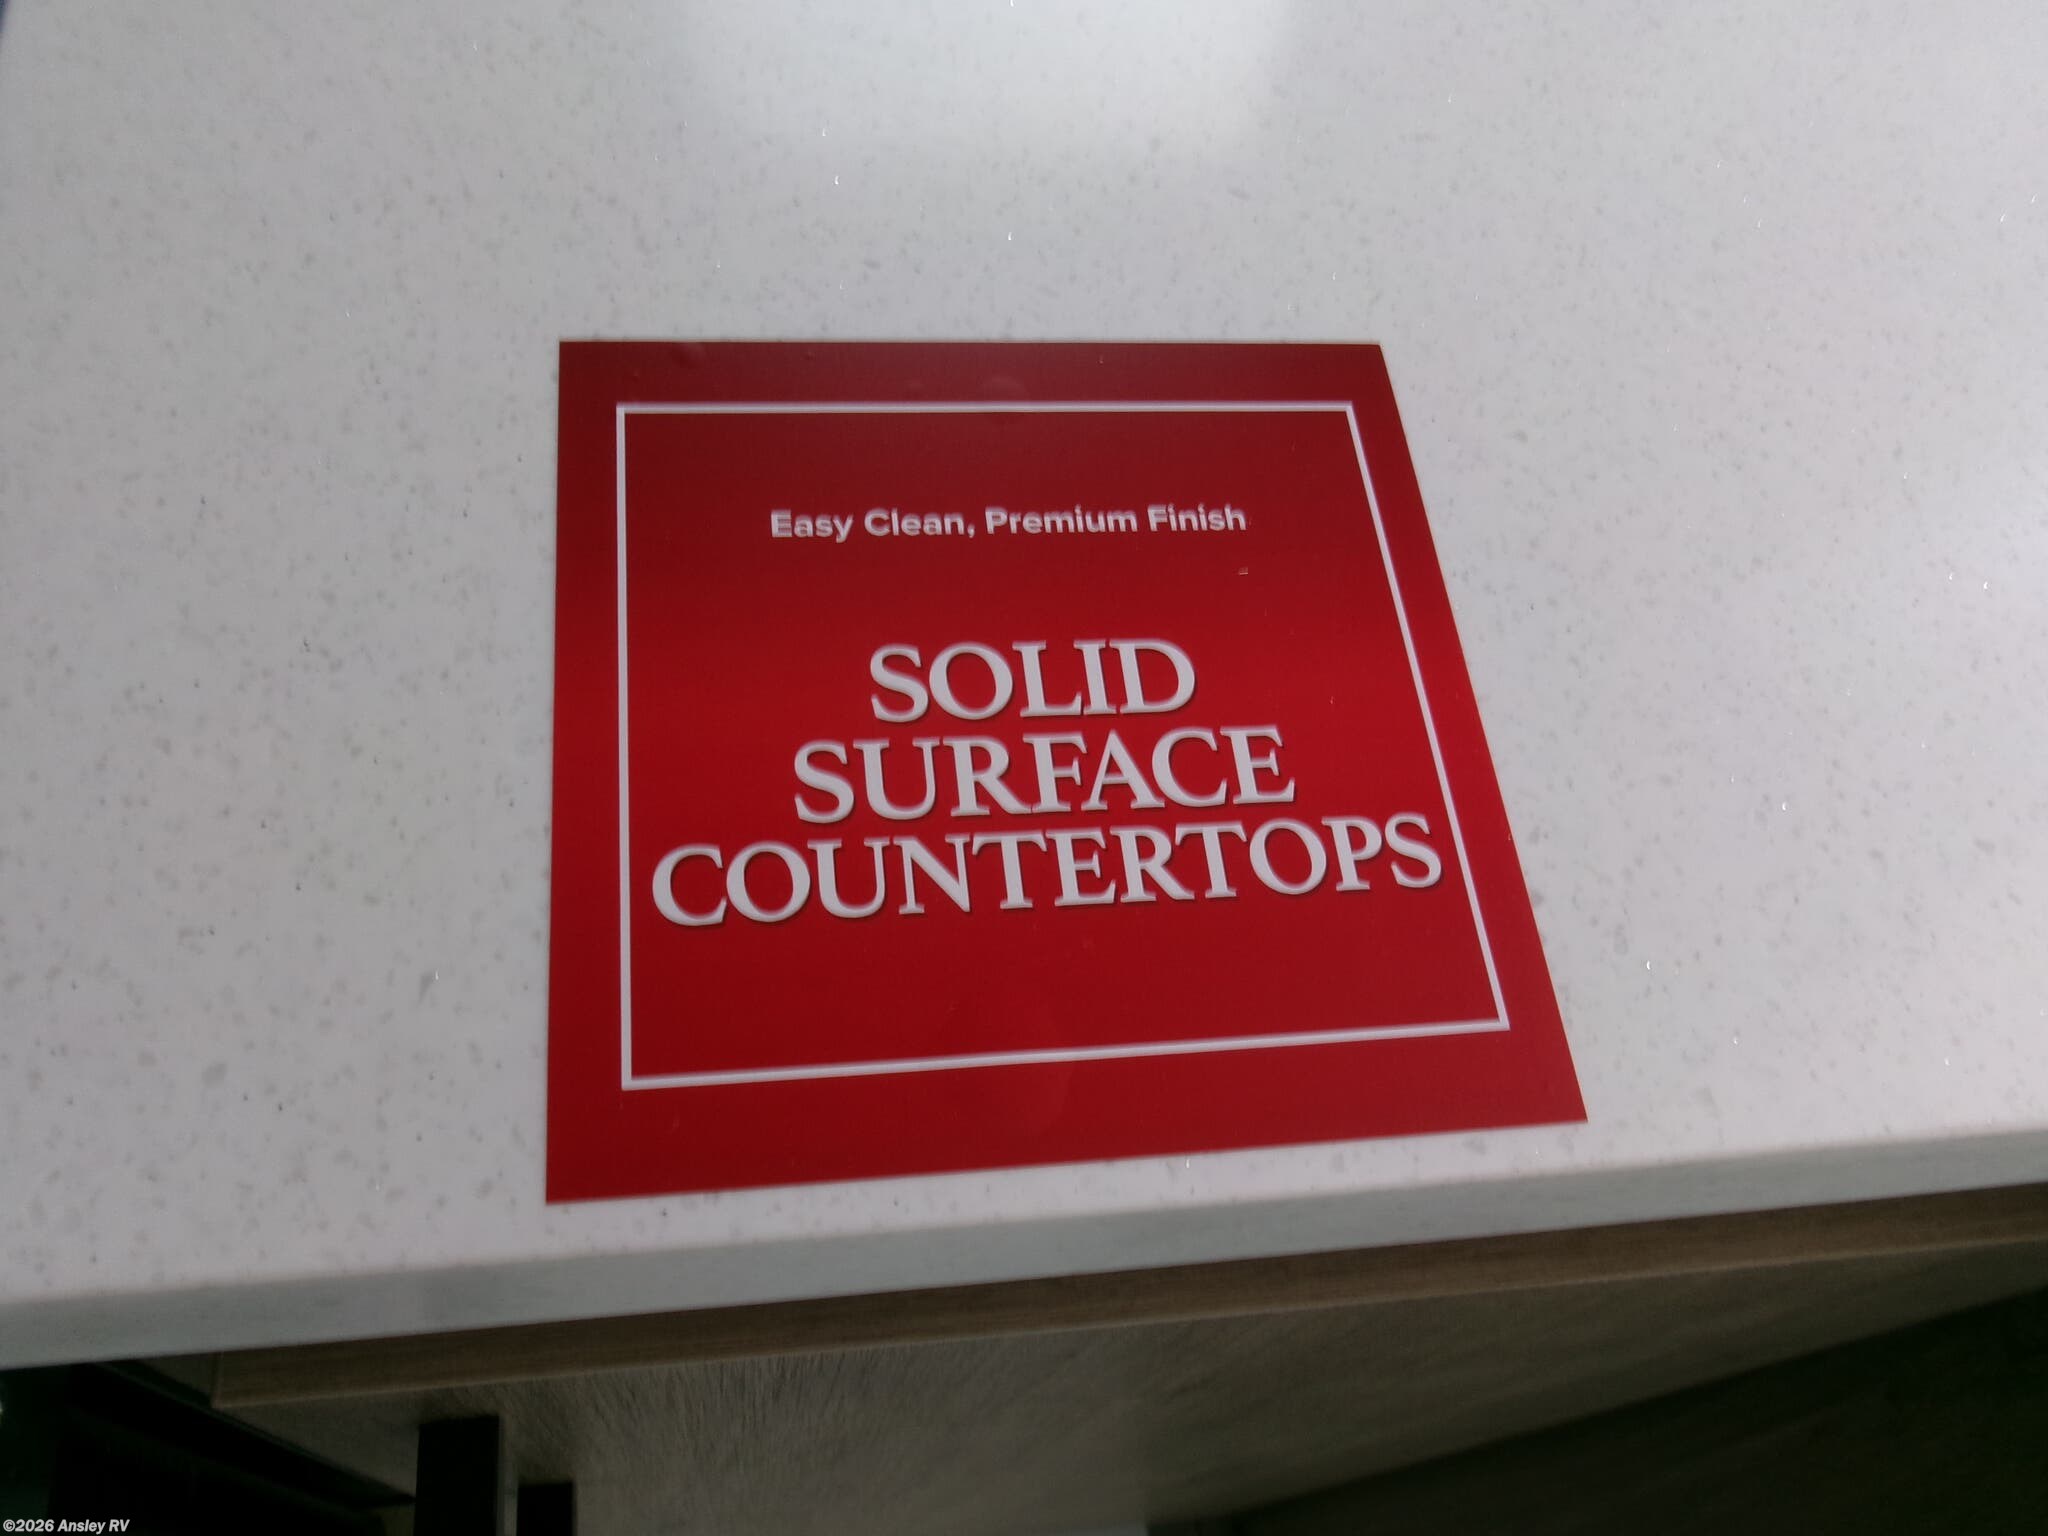 Easy Clean, Premium Finish
SOLID
SURFACE
COUNTERTOPS
©2026 Ansley RV